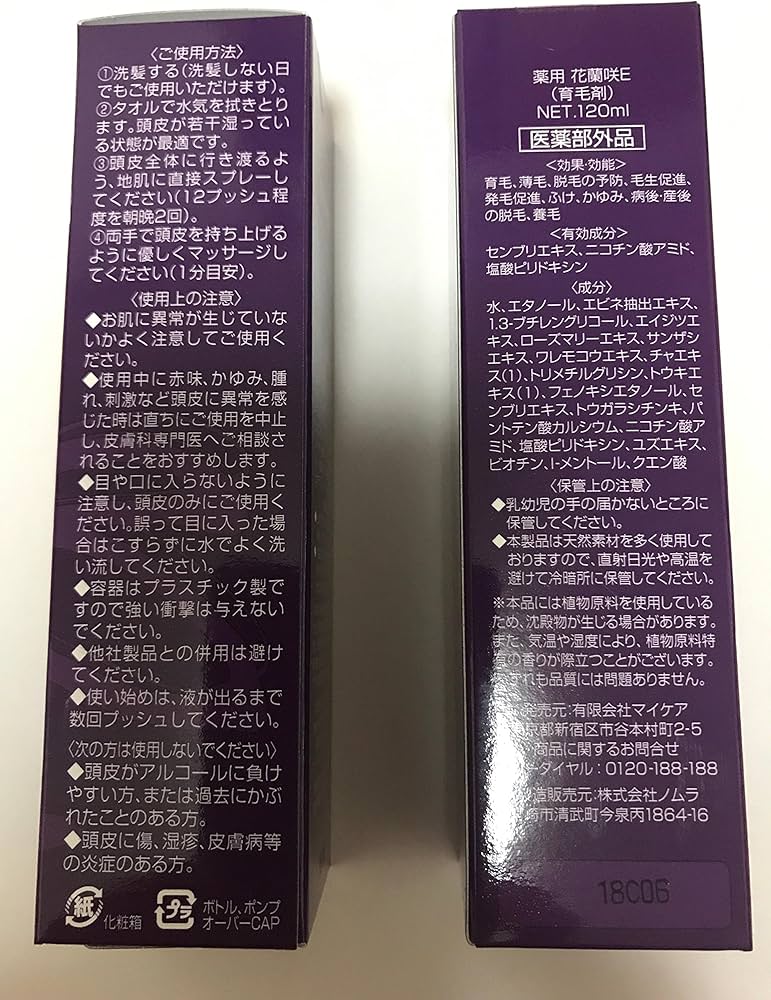 〈ご使用方法〉
①洗髪する(洗髪しない日
でもご使用いただけます)。
②タオルで水気を拭きとり
ます。頭皮が若干湿ってい
る状態が最適です。
③頭皮全体に行き渡るよ
う、地肌に直接スプレーし
てください(12プッシュ程
度を朝晩2回)。
④両手で頭皮を持ち上げる
ように優しくマッサージし
てください(1分目安)。
〈使用上の注意〉
◆お肌に異常が生じていな
いかよく注意してご使用く
ださい。
◆使用中に赤味、かゆみ、腫
れ、刺激など頭皮に異常を感
じた時は直ちにご使用を中止
し、皮膚科専門医へご相談さ
れることをおすすめします。
◆目や口に入らないように
注意し、頭皮のみにご使用く
ださい。誤って目に入った場
合はこすらずに水でよく洗
い流してください。
◆容器はプラスチック製で
すので強い衝撃は与えない
でください。
◆他社製品との併用は避け
てください。
◆使い始めは、液が出るまで
数回プッシュしてください。
〈次の方は使用しないでください〉
◆頭皮がアルコールに負け
やすい方、または過去にかぶ
れたことのある方。
◆頭皮に傷、湿疹、皮膚病等
の炎症のある方。
紙
化粧箱
プラ
ボトル、ポンプ
オーバーCAP
薬用 花蘭咲E
(育毛剤)
NET.120ml
医薬部外品
〈効果・効能〉
育毛、薄毛、脱毛の予防、毛生促進、
発毛促進、ふけ、かゆみ、病後・産後
の脱毛、養毛
〈有効成分〉
センブリエキス、ニコチン酸アミド、
塩酸ピリドキシン
〈成分〉
水、エタノール、エビネ抽出エキス、
1.3-ブチレングリコール、エイジツエ
キス、ローズマリーエキス、サンザシ
エキス、ワレモコウエキス、チャエキ
ス(1)、トリメチルグリシン、トウキエ
キス(1)、フェノキシエタノール、セ
ンブリエキス、トウガラシチンキ、パ
ントテン酸カルシウム、ニコチン酸ア
ミド、塩酸ピリドキシン、ユズエキス、
ビオチン、l-メントール、クエン酸
〈保管上の注意〉
◆乳幼児の手の届かないところに
保管してください。
◆本製品は天然素材を多く使用して
おりますので、直射日光や高温を
避けて冷暗所に保管してください。
※本品には植物原料を使用している
ため、沈殿物が生じる場合があります。
また、気温や湿度により、植物原料特
有の香りが際立つことがございます。
ずれも品質には問題ありません。
発売元:有限会社マイケア
京都新宿区市谷本村町2-5
商品に関するお問合せ
ーダイヤル:0120-188-188
造販売元:株式会社ノムラ
崎市清武町今泉丙1864-16
18C06